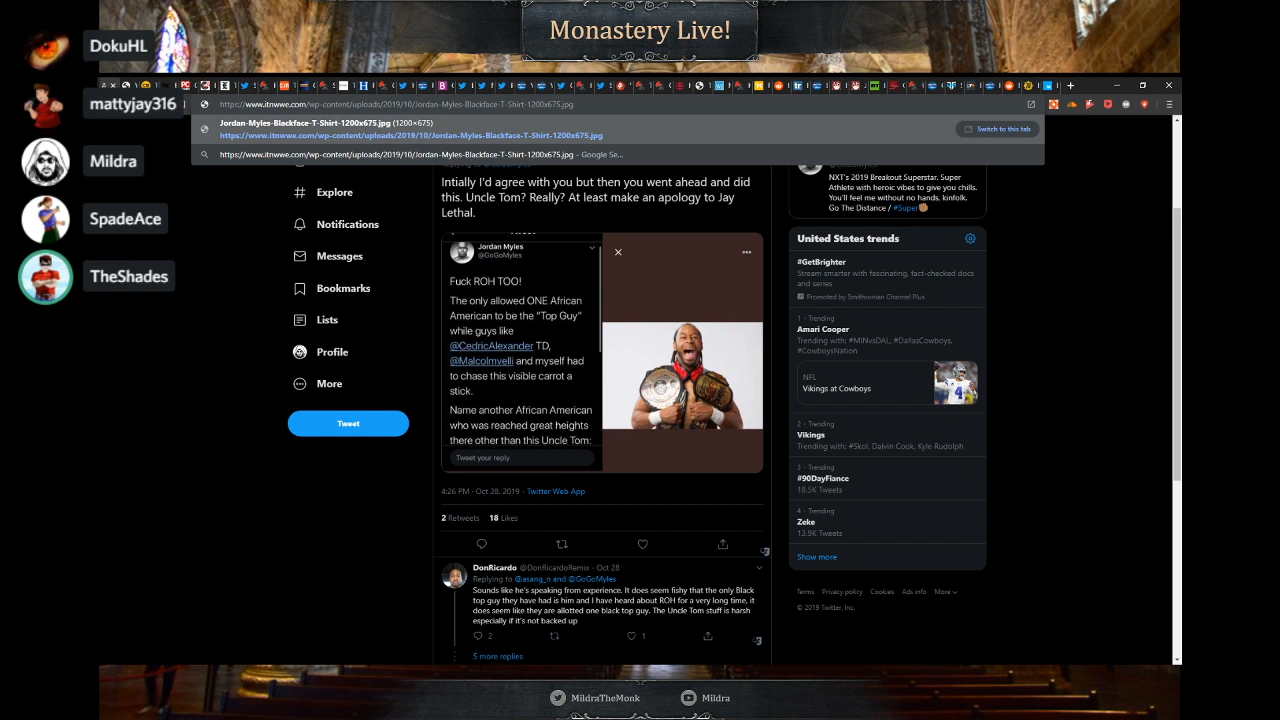 Monastery Live!
DokuHL
mattyjay316
Mildra
SpadeAce
TheShades
https://www.itnwwe.com/wp-content/uploads/2019/10/Jordan-Myles-Blackface-T-Shirt-1200x675.jpg
Jordan-Myles-Blackface-T-Shirt-1200x675.jpg (1200×675)
https://www.itnwwe.com/wp-content/uploads/2019/10/Jordan-Myles-Blackface-T-Shirt-1200x675.jpg
Switch to this tab
https://www.itnwwe.com/wp-content/uploads/2019/10/Jordan-Myles-Blackface-T-Shirt-1200x675.jpg - Google Se...
Explore
Notifications
Messages
Bookmarks
Lists
Profile
More
Tweet
Intially I'd agree with you but then you went ahead and did
this. Uncle Tom? Really? At least make an apology to Jay
Lethal.
Jordan Myles
@GoGoMyles
Fuck ROH TOO!
The only allowed ONE African
American to be the "Top Guy"
while guys like
@CedricAlexander TD,
@Malcolmvelli and myself had
to chase this visible carrot a
stick.
Name another African American
who was reached great heights
there other than this Uncle Tom:
Tweet your reply
4:26 PM · Oct 28, 2019 · Twitter Web App
2 Retweets 18 Likes
DonRicardo @DonRicardoRemix · Oct 28
Replying to @asang_n and @GoGoMyles
Sounds like he's speaking from experience. It does seem fishy that the only Black
top guy they have had is him and I have heard about ROH for a very long time, it
does seem like they are allotted one black top guy. The Uncle Tom stuff is harsh
especially if it's not backed up
2
1
5 more replies
NXT's 2019 Breakout Superstar. Super
Athlete with heroic vibes to give you chills.
You'll feel me without no hands, kinfolk.
Go The Distance / #Super
United States trends
#GetBrighter
Stream smarter with fascinating, fact-checked docs
and series
Promoted by Smithsonian Channel Plus
1 · Trending
Amari Cooper
Trending with: #MINvsDAL, #DallasCowboys,
#CowboysNation
NFL
Vikings at Cowboys
2 · Trending
Vikings
Trending with: #Skol, Dalvin Cook, Kyle Rudolph
3 · Trending
#90DayFiance
18.5K Tweets
4 · Trending
Zeke
13.9K Tweets
Show more
Terms Privacy policy Cookies Ads info More
© 2019 Twitter, Inc.
MildraTheMonk
Mildra